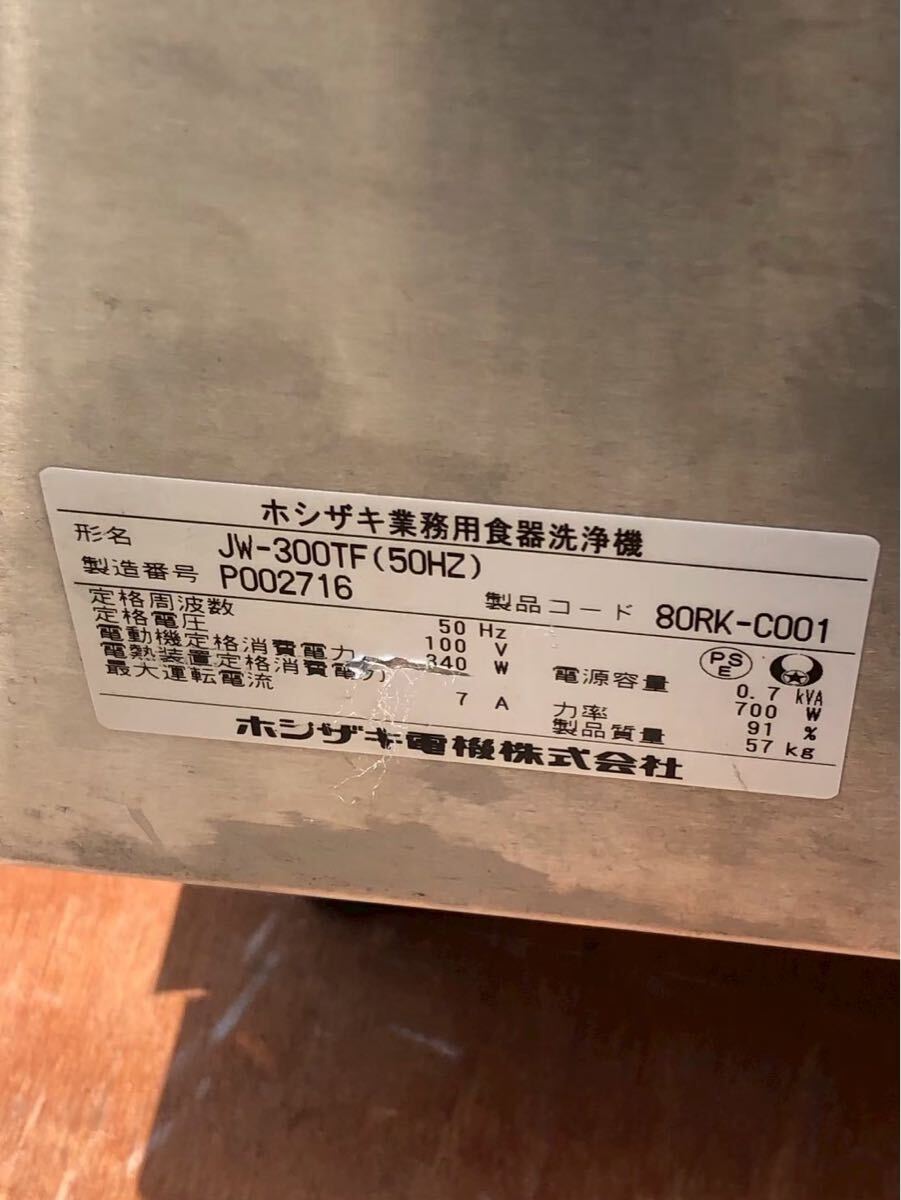 ホシザキ業務用食器洗浄機
形名 JW-300TF(50HZ)
製造番号 P002716 製品コード 80RK-C001
定格周波数 50 Hz
定格電圧 100 V
電動機定格消費電力 340 W
電熱装置定格消費電力
最大運転電流 7 A
PSE
電源容量 0.7 kVA
700 W
力率 91 %
製品質量 57 kg
ホシザキ電機株式会社